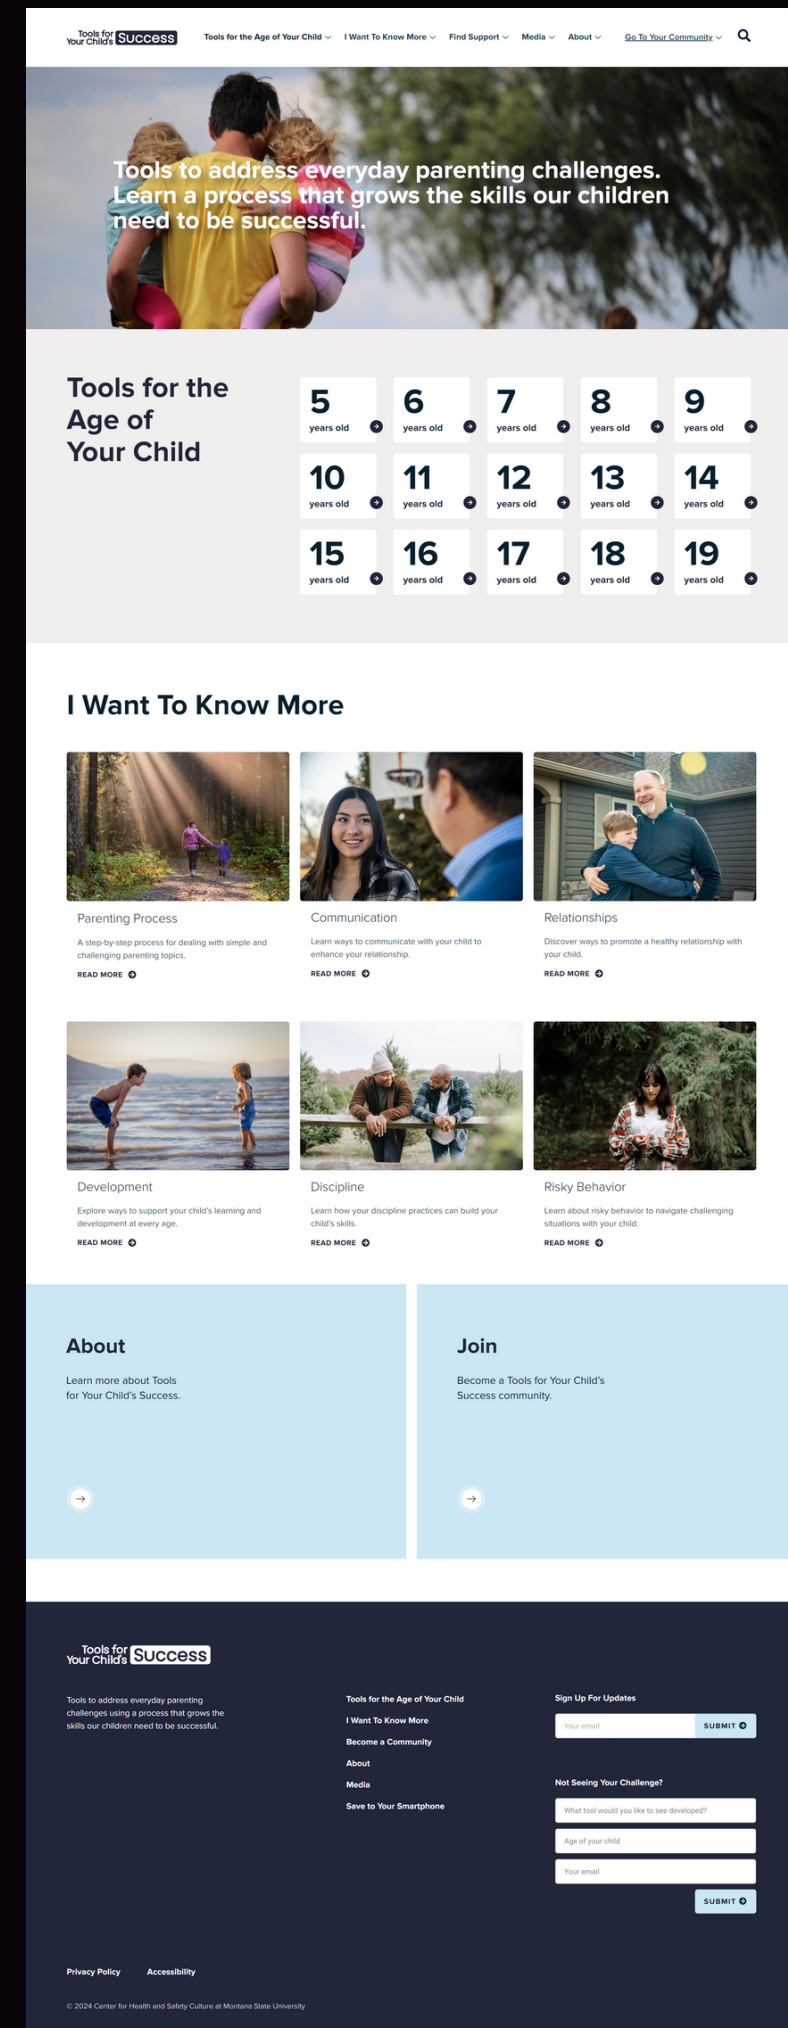 Tools for
Your Child's Success
Tools for the Age of Your Child
I Want To Know More
Find Support
Media
About
Go To Your Community
Tools to address everyday parenting challenges.
Learn a process that grows the skills our children
need to be successful.
Tools for the
Age of
Your Child
5
years old
6
years old
7
years old
8
years old
9
years old
10
years old
11
years old
12
years old
13
years old
14
years old
15
years old
16
years old
17
years old
18
years old
19
years old
I Want To Know More
Parenting Process
A step-by-step process for dealing with simple and
challenging parenting topics.
READ MORE
Communication
Learn ways to communicate with your child to
enhance your relationship.
READ MORE
Relationships
Discover ways to promote a healthy relationship with
your child.
READ MORE
Development
Explore ways to support your child's learning and
development at every age.
READ MORE
Discipline
Learn how your discipline practices can build your
child's skills.
READ MORE
Risky Behavior
Learn about risky behavior to navigate challenging
situations with your child.
READ MORE
About
Learn more about Tools
for Your Child's Success.
Join
Become a Tools for Your Child's
Success community.
Tools for
Your Child's Success
Tools to address everyday parenting
challenges using a process that grows the
skills our children need to be successful.
Tools for the Age of Your Child
I Want To Know More
Become a Community
About
Media
Save to Your Smartphone
Sign Up For Updates
Your email
SUBMIT
Not Seeing Your Challenge?
What tool would you like to see developed?
Age of your child
Your email
SUBMIT
Privacy Policy
Accessibility
© 2024 Center for Health and Safety Culture at Montana State University